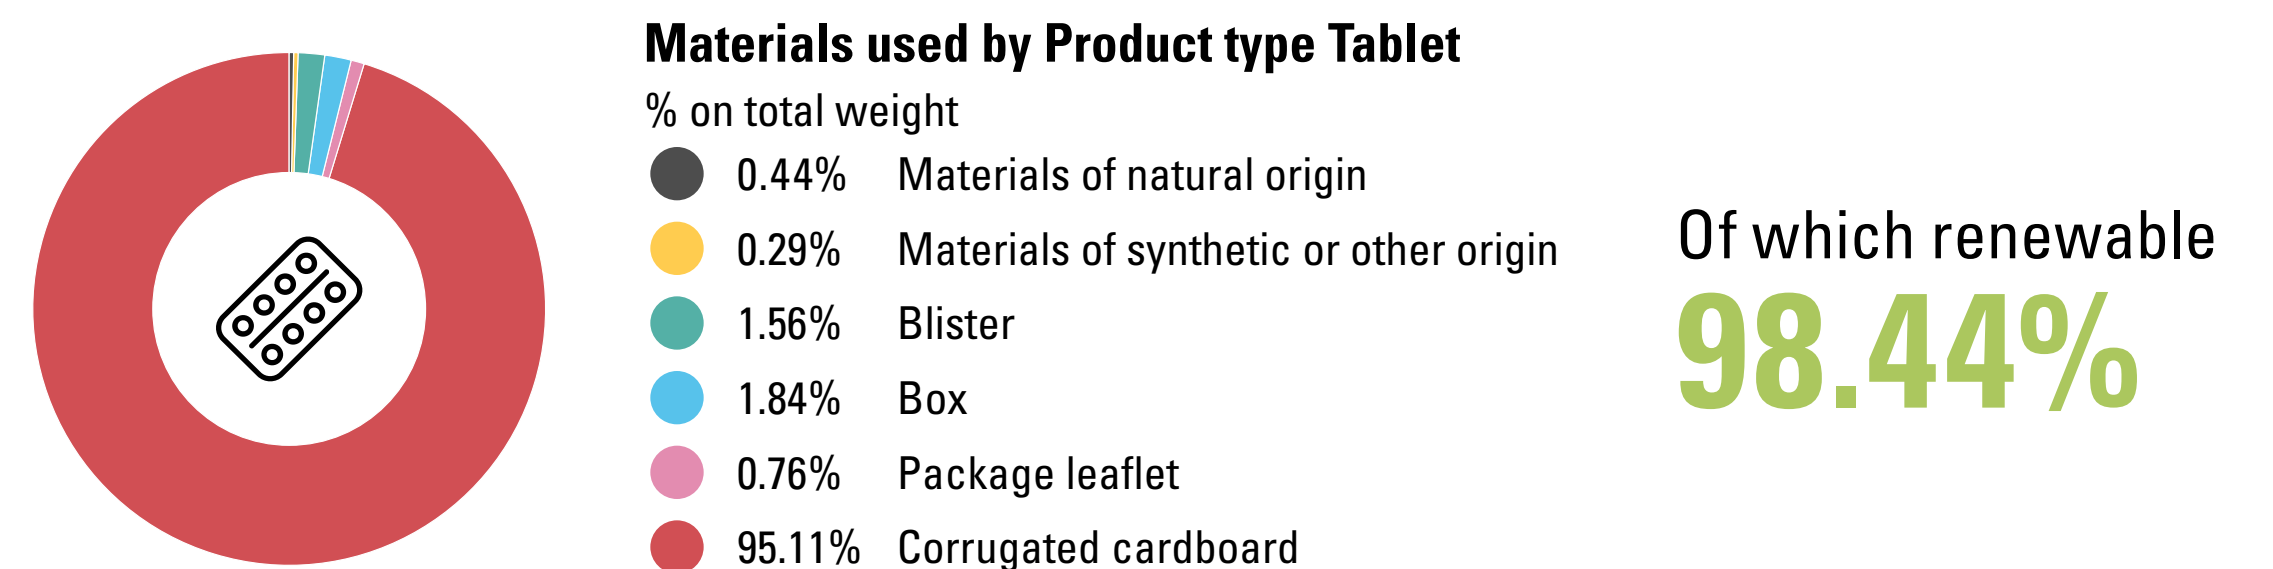 Materials used by Product type Tablet
% on total weight
0.44% Materials of natural origin
0.29% Materials of synthetic or other origin
1.56% Blister
1.84% Box
0.76% Package leaflet
95.11% Corrugated cardboard
Of which renewable
98.44%